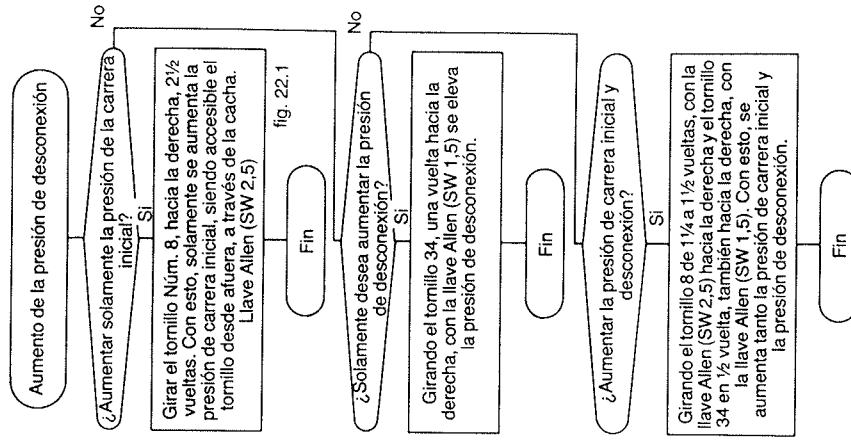 Aumento de la presión de desconexión
¿Aumentar solamente la presión de la carrera
inicial?
No
Si
Girar el tornillo Núm. 8, hacia la derecha, 2½
vueltas. Con esto, solamente se aumenta la
presión de carrera inicial, siendo accesible el
tornillo desde afuera, a través de la cacha.
Llave Allen (SW 2,5)
fig. 22.1
Fin
¿Solamente desea aumentar la presión
de desconexión?
No
Si
Girando el tornillo 34, una vuelta hacia la
derecha, con la llave Allen (SW 1,5) se eleva
la presión de desconexión.
Fin
¿Aumentar la presión de carrera inicial y
desconexión?
Si
Girando el tornillo 8 de 1¼ a 1½ vueltas, con la
llave Allen (SW 2,5) hacia la derecha y el tornillo
34 en ½ vuelta, también hacia la derecha, con
la llave Allen (SW 1,5). Con esto, se
aumenta tanto la presión de carrera inicial y
la presión de desconexión.
Fin